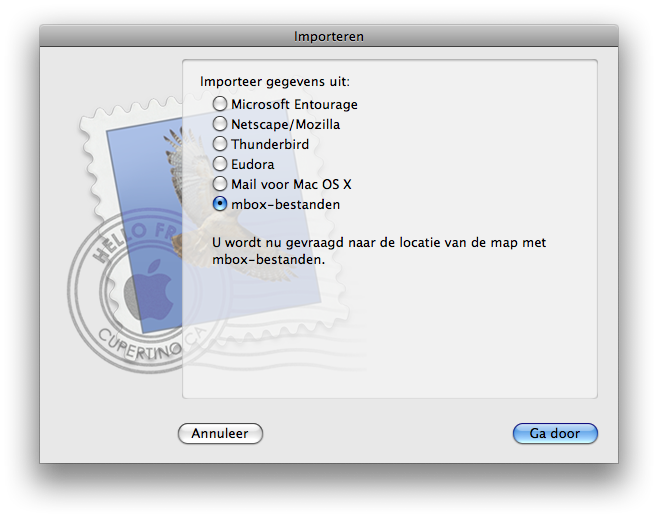 Importeren
Importeer gegevens uit:
Microsoft Entourage
Netscape/Mozilla
Thunderbird
Eudora
Mail voor Mac OS X
mbox-bestanden
U wordt nu gevraagd naar de locatie van de map met
mbox-bestanden.
HELLO FR
CUPERTINO CA
Annuleer
Ga door